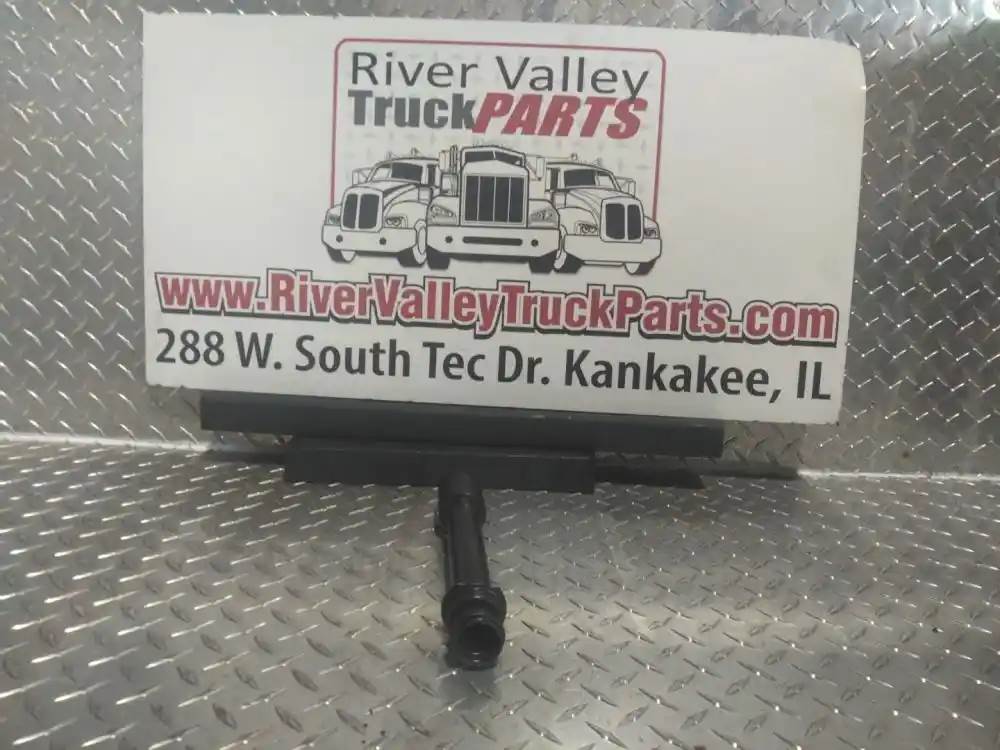 River Valley
TruckPARTS
www.RiverValleyTruckParts.com
288 W. South Tec Dr. Kankakee, IL